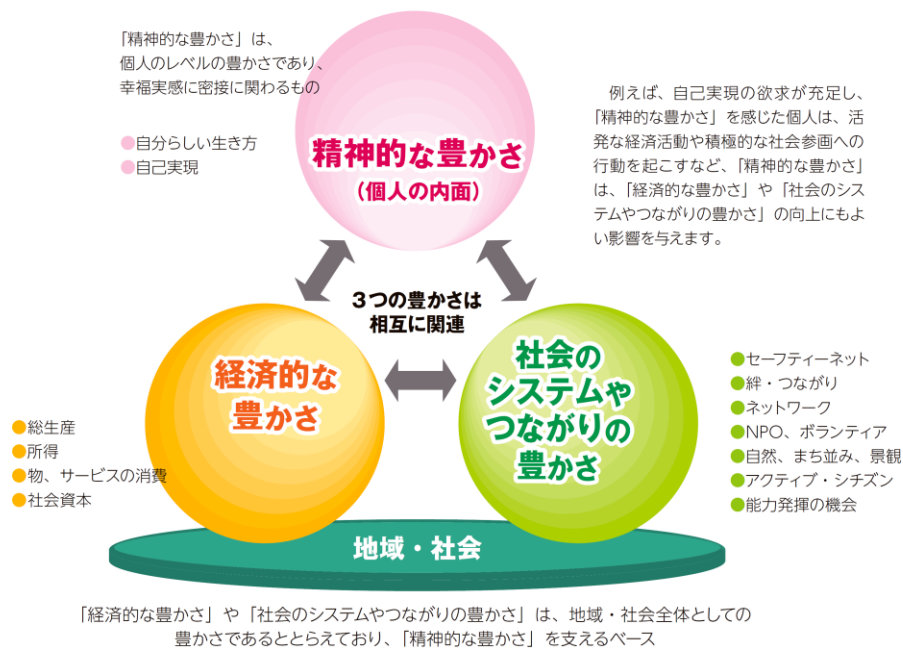 「精神的な豊かさ」は、
個人のレベルの豊かさであり、
幸福実感に密接に関わるもの
●自分らしい生き方
●自己実現
精神的な豊かさ
（個人の内面）
例えば、自己実現の欲求が充足し、
「精神的な豊かさ」を感じた個人は、活
発な経済活動や積極的な社会参画への
行動を起こすなど、「精神的な豊かさ」
は、「経済的な豊かさ」や「社会のシス
テムやつながりの豊かさ」の向上にもよ
い影響を与えます。
３つの豊かさは
相互に関連
経済的な
豊かさ
●総生産
●所得
●物、サービスの消費
●社会資本
社会の
システムや
つながりの
豊かさ
●セーフティーネット
●絆・つながり
●ネットワーク
●NPO、ボランティア
●自然、まち並み、景観
●アクティブ・シチズン
●能力発揮の機会
地域・社会
「経済的な豊かさ」や「社会のシステムやつながりの豊かさ」は、地域・社会全体としての
豊かさであるととらえており、「精神的な豊かさ」を支えるベース